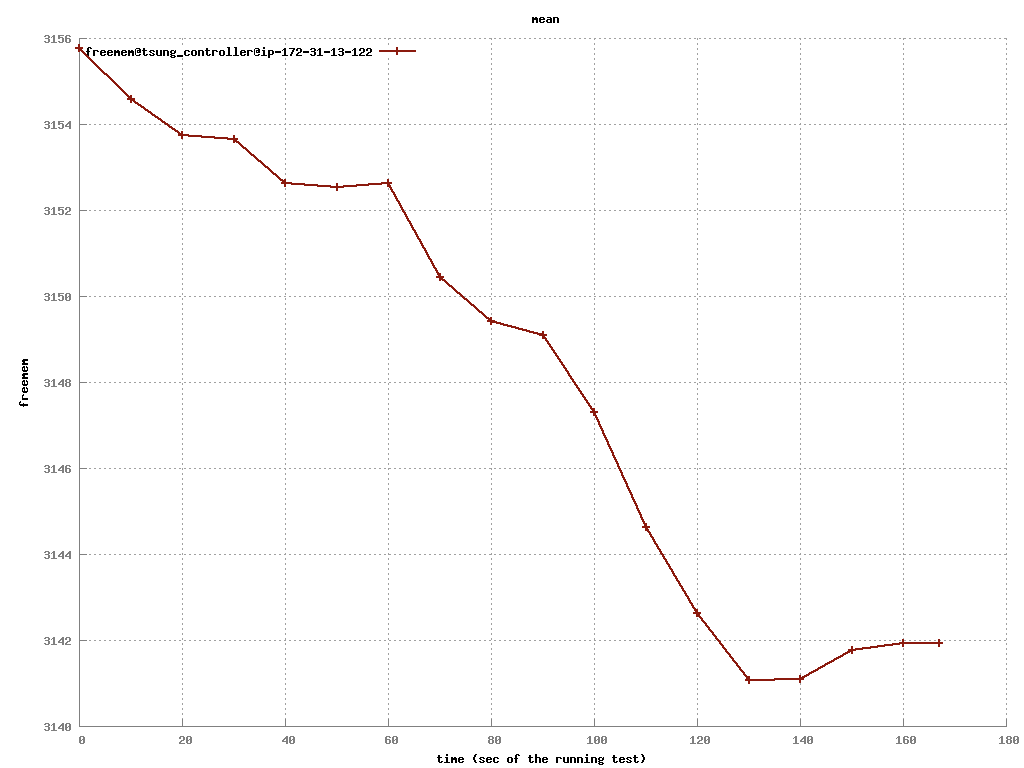 mean
3156
freemem@tsung_controller@ip-172-31-13-122
3154
3152
3150
freemem
3148
3146
3144
3142
3140
0 20 40 60 80 100 120 140 160 180
time (sec of the running test)